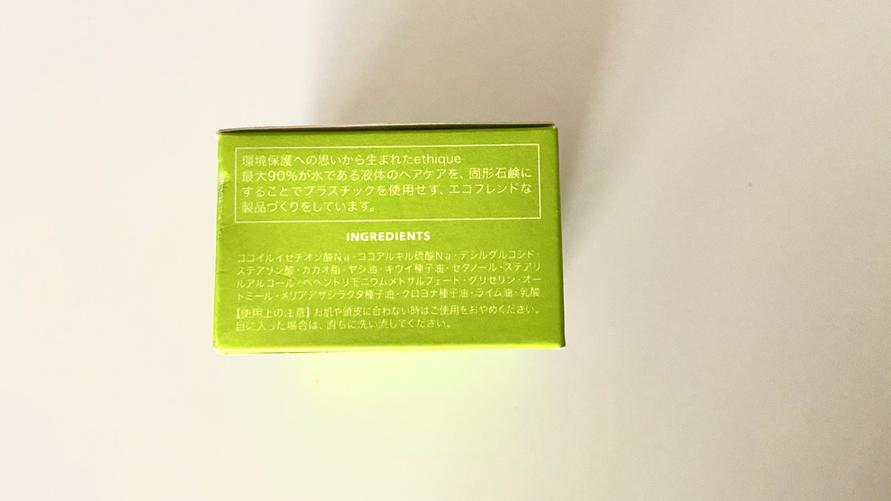 環境保護への思いから生まれたethique
最大90%が水である液体のヘアケアを、固形石鹸に
することでプラスチックを使用せず、エコフレンドな
製品づくりをしています。
INGREDIENTS
ココイルイセチオン酸Na・ココアルキル硫酸Na・デシルグルコシド・
ステアリン酸・カカオ脂・ヤシ油・キウイ種子油・セタノール・ステアリ
ルアルコール・ベヘントリモニウムメトサルフェート・グリセリン・オー
トミール・メリアアザジラクタ種子油・クロヨナ種子油・ライム油・乳酸
【使用上の注意】お肌や頭皮に合わない時はご使用をおやめください。
目に入った場合は、直ちに洗い流してください。